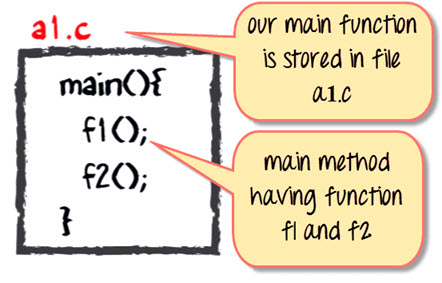 a1.c
main(){
f1();
f2();
}
our main function
is stored in file
a1.c
main method
having function
f1 and f2